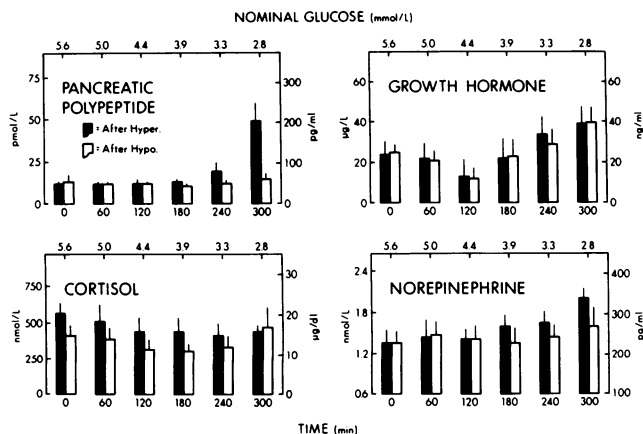 NOMINAL GLUCOSE (mmol/L)
5.6 5.0 4.4 3.9 3.3 2.8
75
50
25
0
pmol/L
PANCREATIC
POLYPEPTIDE
= After Hyper.
= After Hypo.
300
200
100
0
pg/ml
0 60 120 180 240 300
5.6 5.0 4.4 3.9 3.3 2.8
60
40
20
0
µg/L
GROWTH HORMONE
60
40
20
0
ng/ml
0 60 120 180 240 300
5.6 5.0 4.4 3.9 3.3 2.8
750
500
250
0
nmol/L
CORTISOL
30
20
10
0
µg/dl
0 60 120 180 240 300
5.6 5.0 4.4 3.9 3.3 2.8
2.4
1.8
1.2
0.6
nmol/L
NOREPINEPHRINE
400
300
200
100
pg/ml
0 60 120 180 240 300
TIME (min)